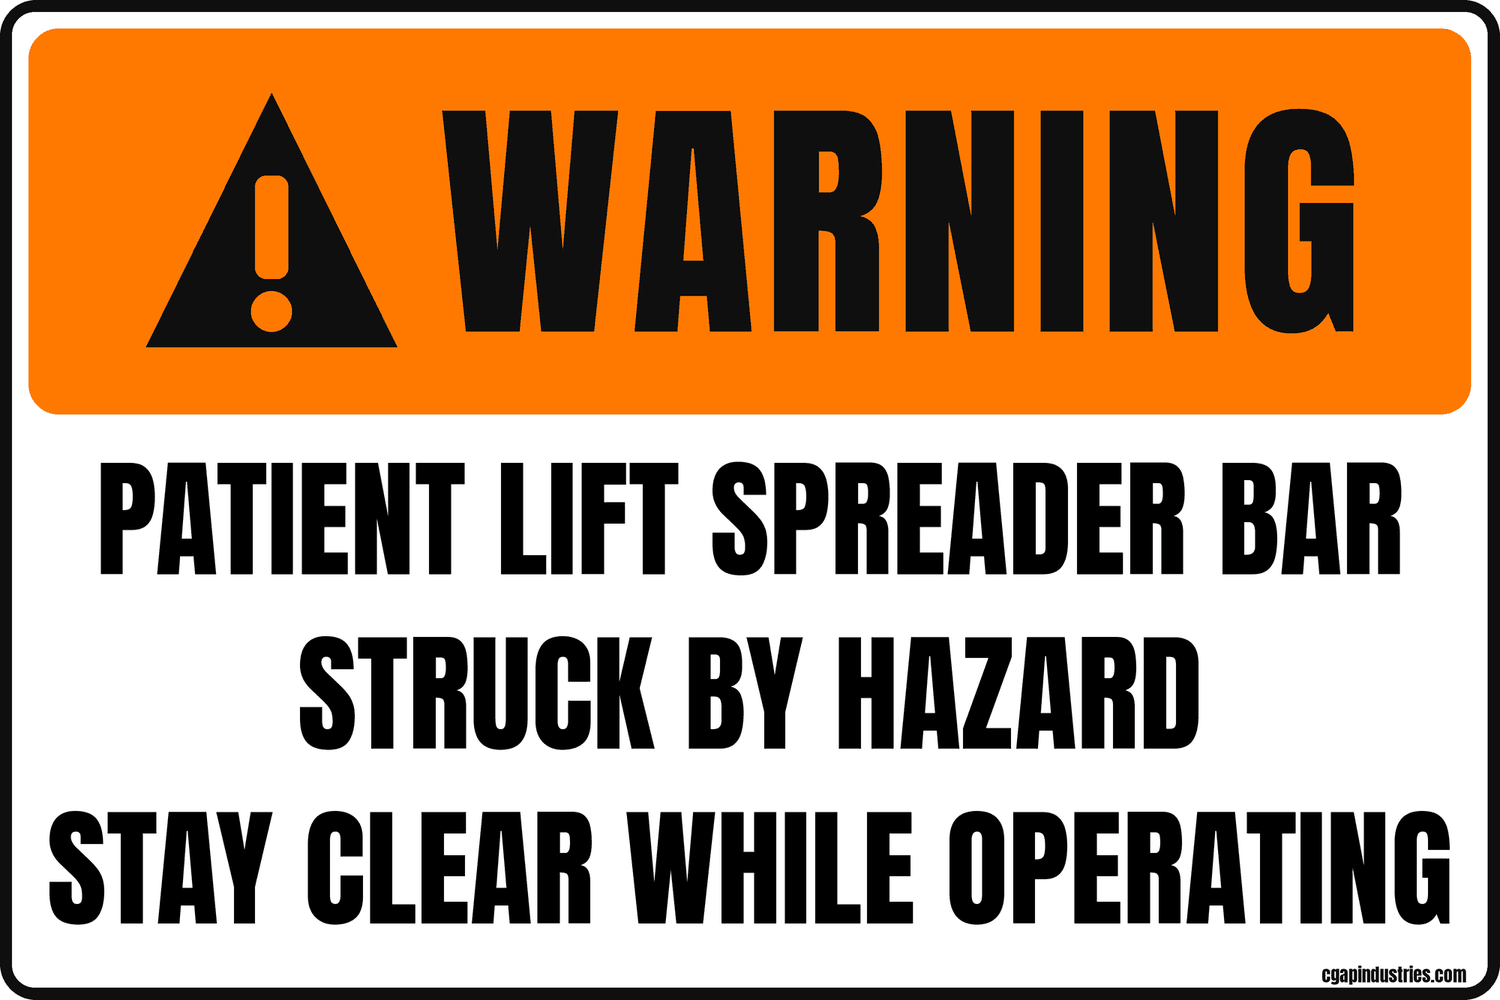 WARNING
PATIENT LIFT SPREADER BAR
STRUCK BY HAZARD
STAY CLEAR WHILE OPERATING
cgapindustries.com